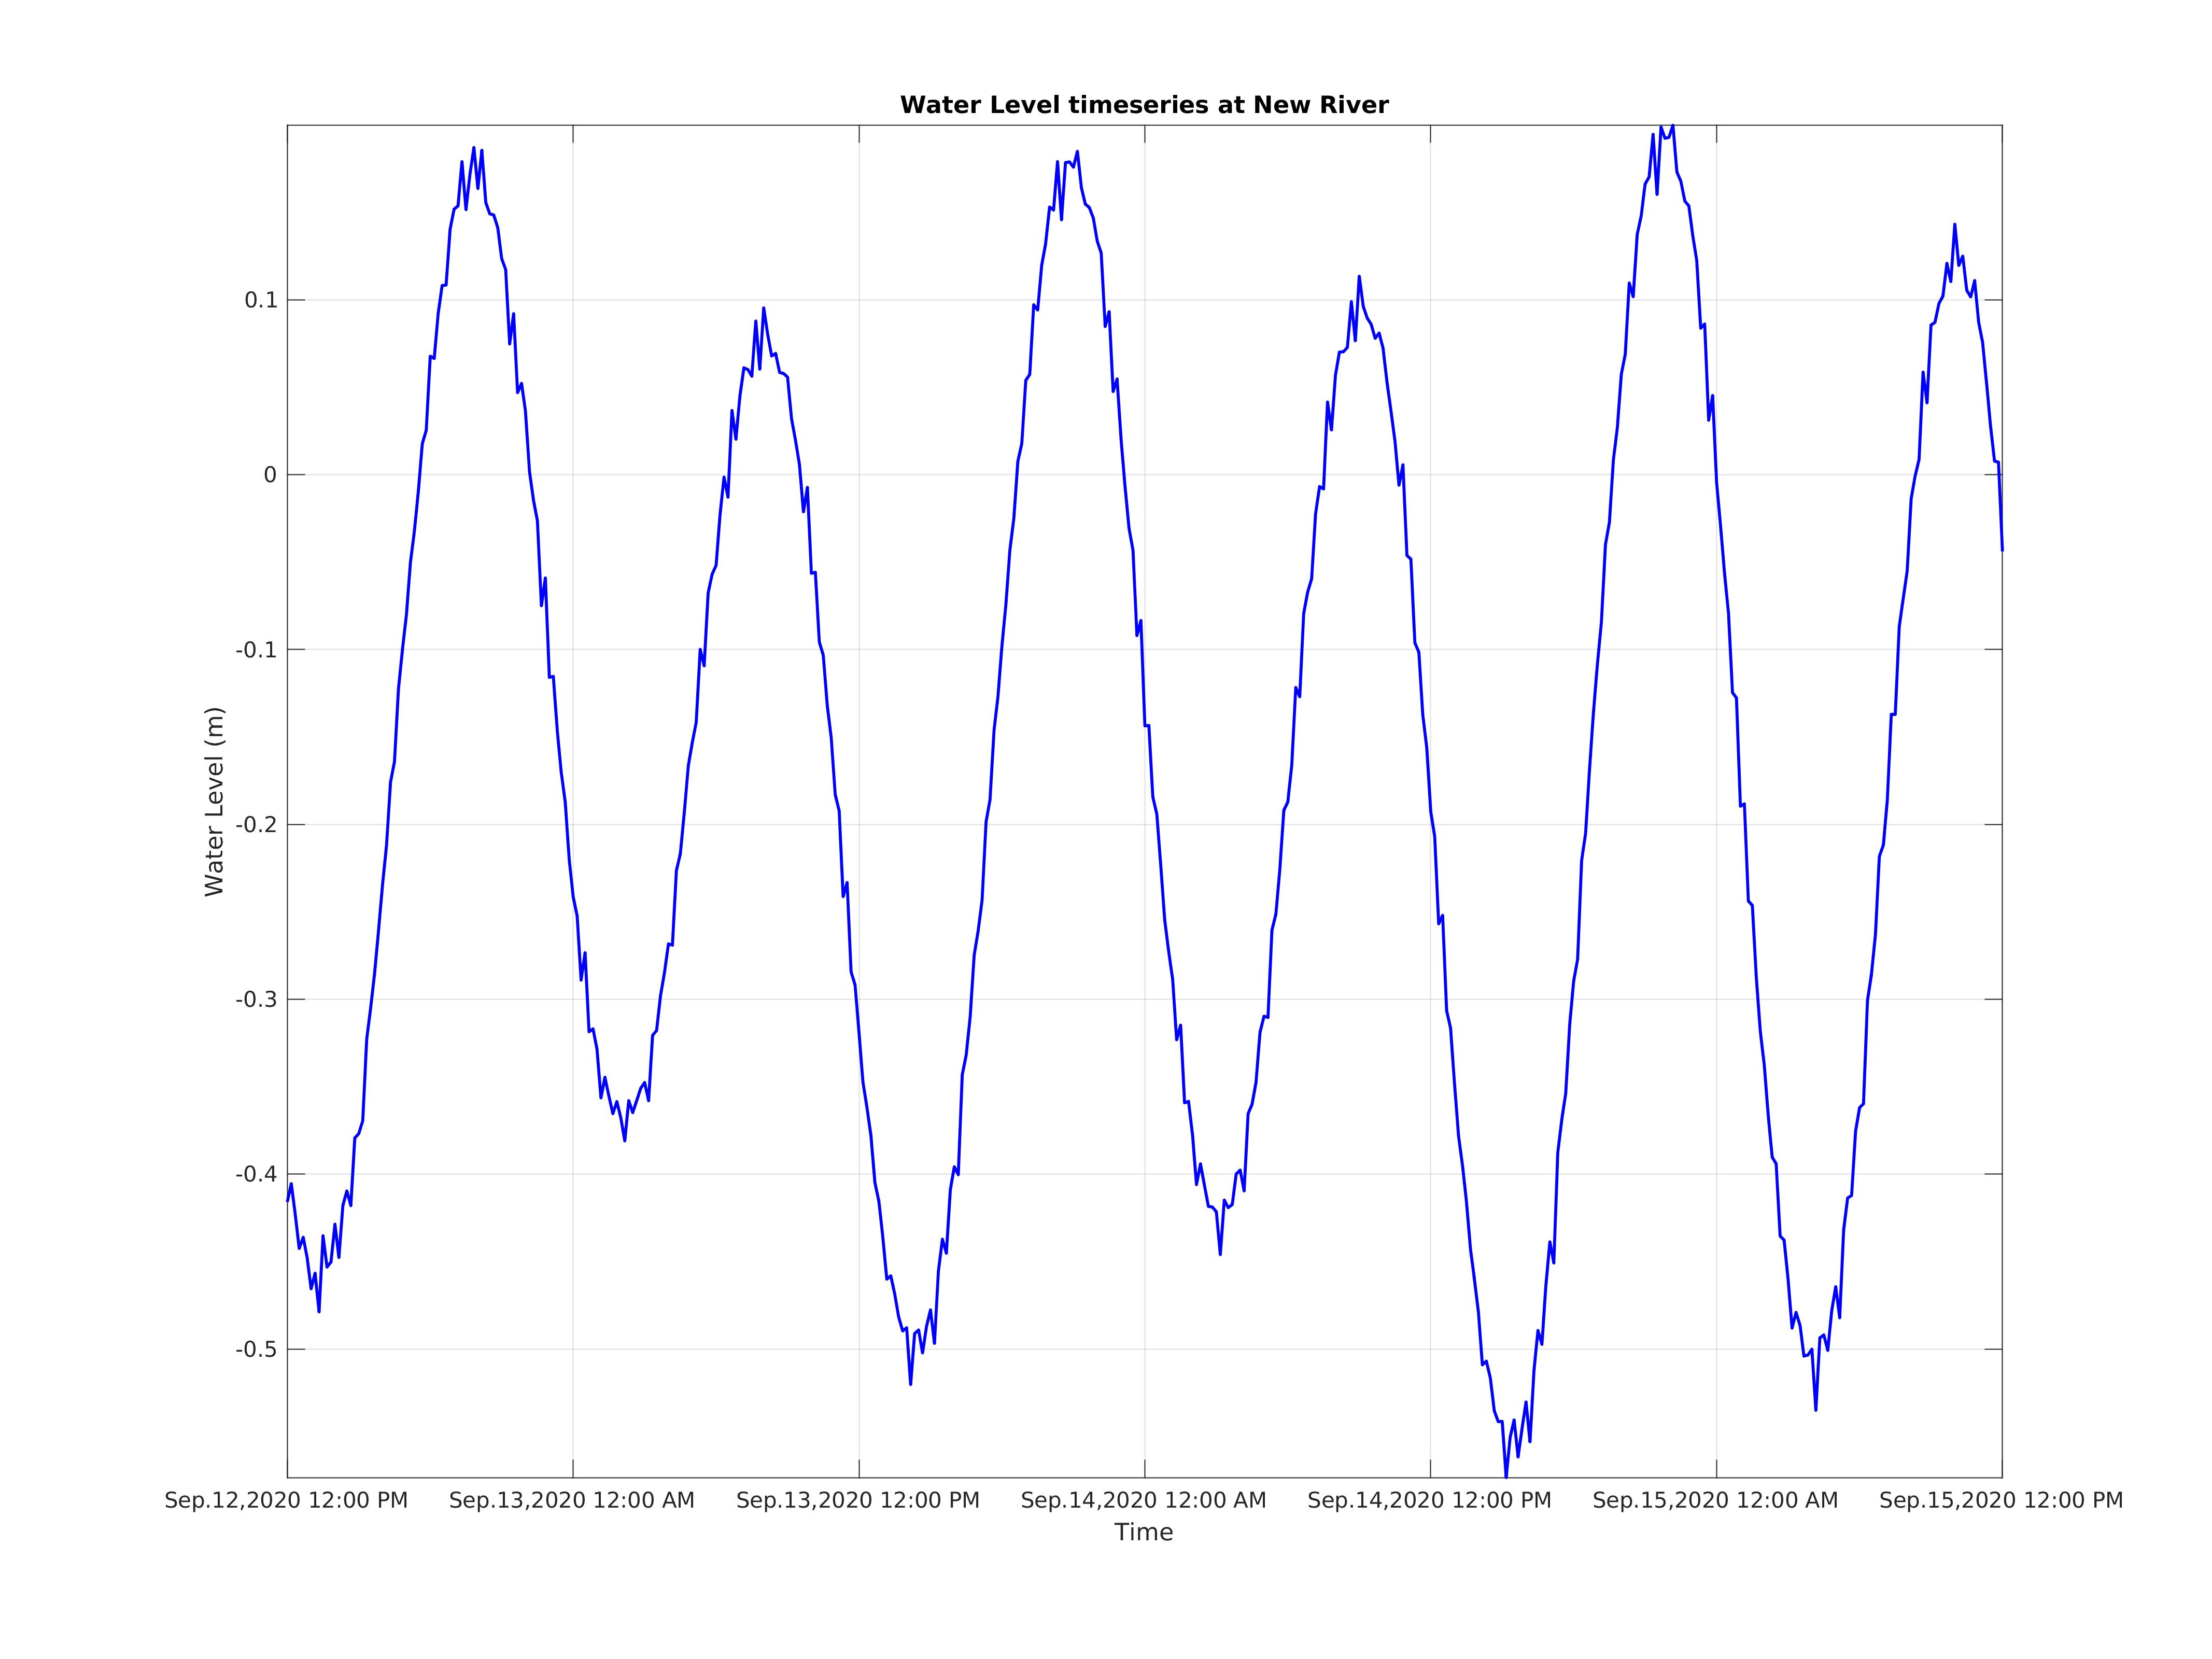 Water Level timeseries at New River
0.1
0
-0.1
-0.2
-0.3
-0.4
-0.5
Water Level (m)
Sep.12,2020 12:00 PM
Sep.13,2020 12:00 AM
Sep.13,2020 12:00 PM
Sep.14,2020 12:00 AM
Sep.14,2020 12:00 PM
Sep.15,2020 12:00 AM
Sep.15,2020 12:00 PM
Time